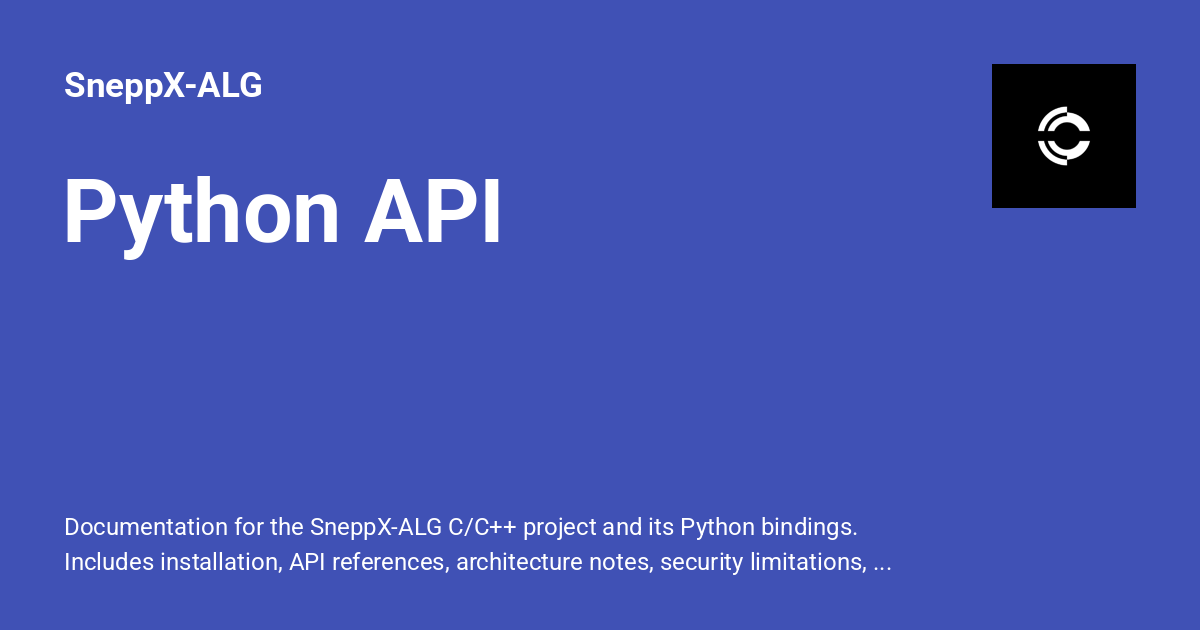 SneppX-ALG
Python API
Documentation for the SneppX-ALG C/C++ project and its Python bindings.
Includes installation, API references, architecture notes, security limitations, ...